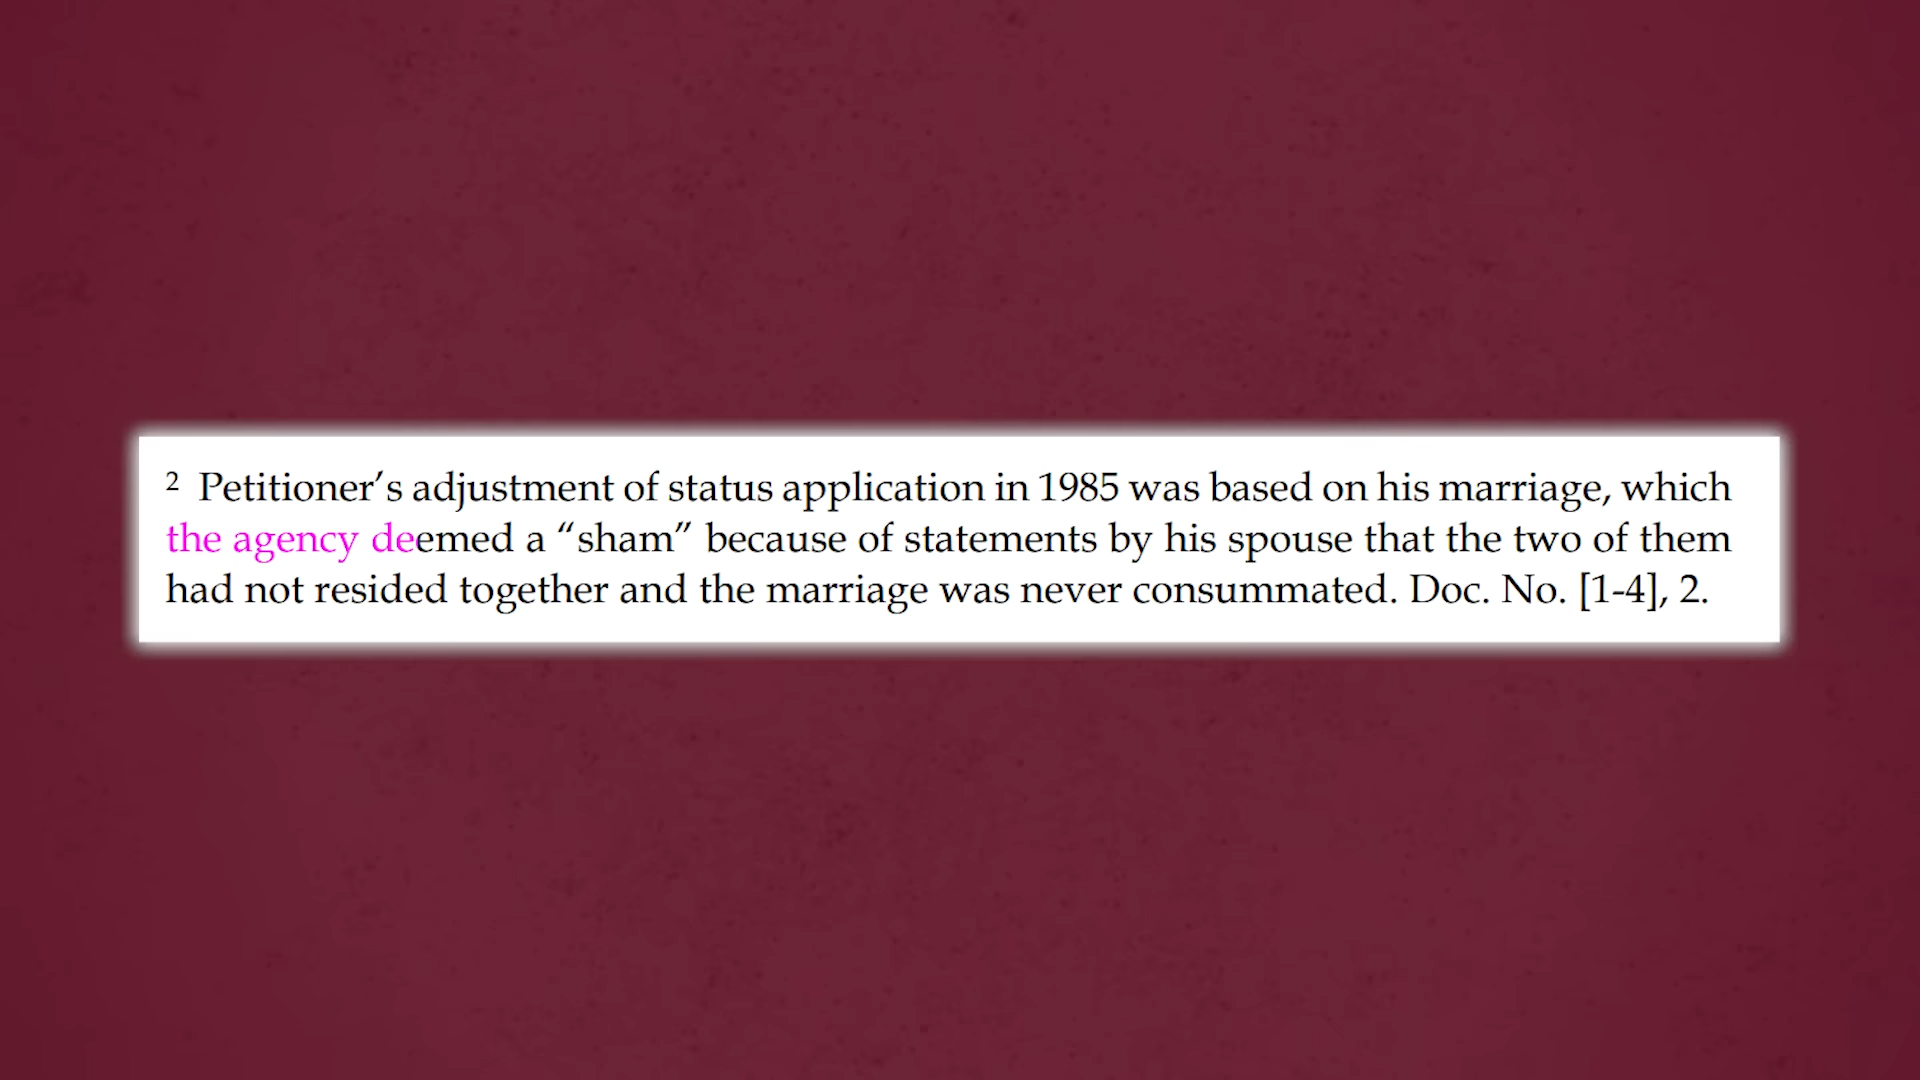 2 Petitioner’s adjustment of status application in 1985 was based on his marriage, which
the agency deemed a “sham” because of statements by his spouse that the two of them
had not resided together and the marriage was never consummated. Doc. No. [1-4], 2.